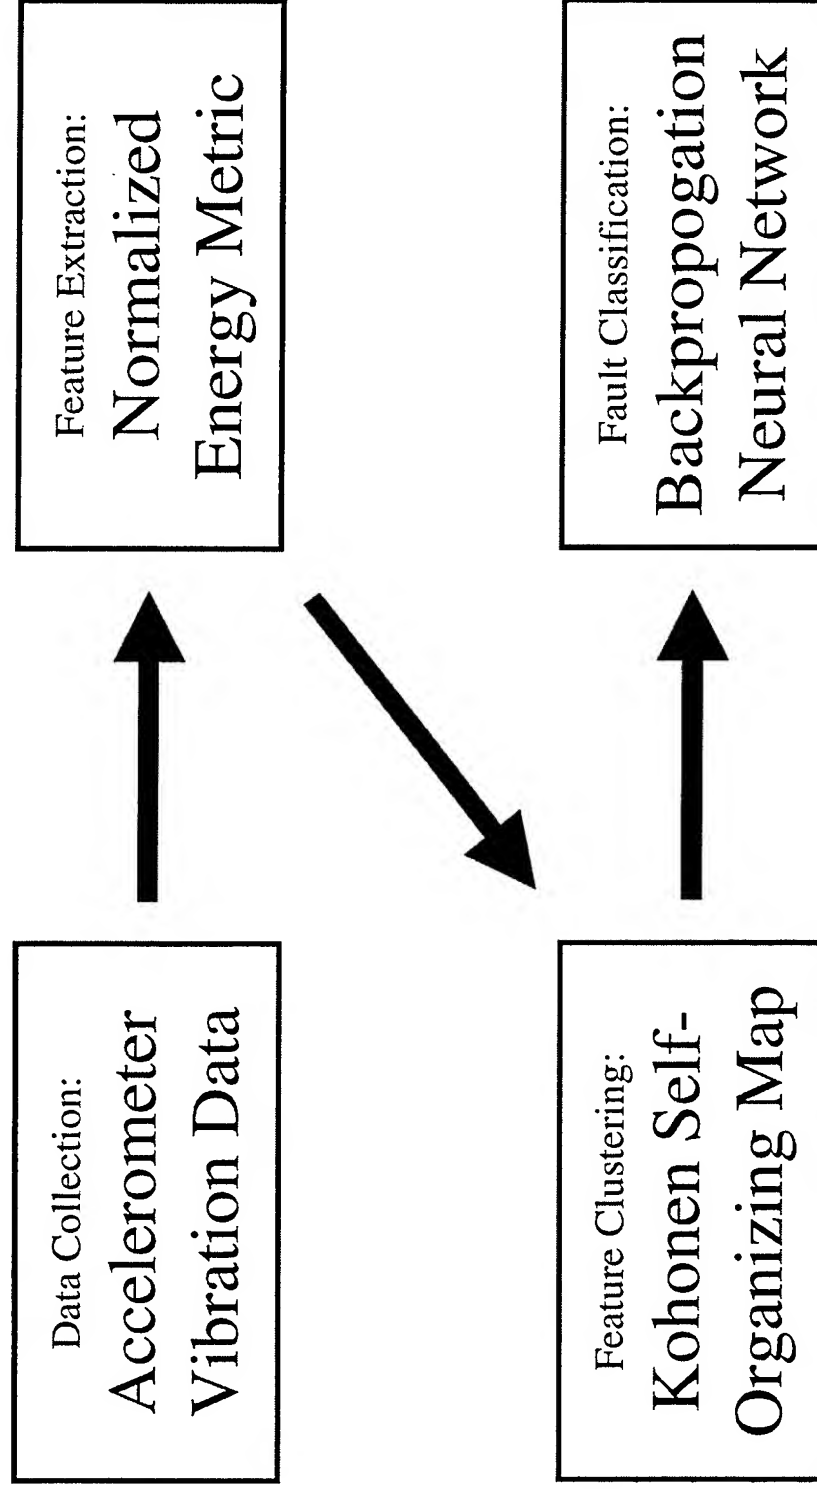 Data Collection:
Accelerometer
Vibration Data
Feature Extraction:
Normalized
Energy Metric
Feature Clustering:
Kohonen Self-
Organizing Map
Fault Classification:
Backpropogation
Neural Network